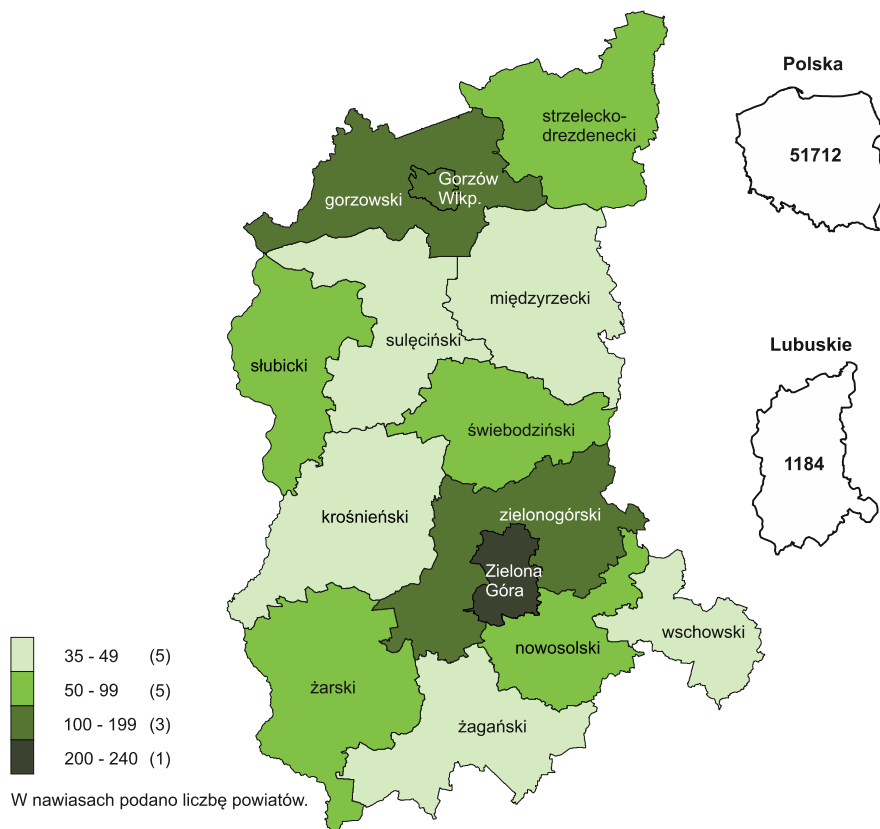 Polska
51712
strzelecko-
drezdenecki
Gorzów
Wlkp.
gorzowski
międzyrzecki
sulęciński
słubicki
Lubuskie
1184
świebodziński
krośnieński
zielonogórski
Zielona
Góra
wschowski
nowosolski
żarski
żagański
35 - 49 (5)
50 - 99 (5)
100 - 199 (3)
200 - 240 (1)
W nawiasach podano liczbę powiatów.